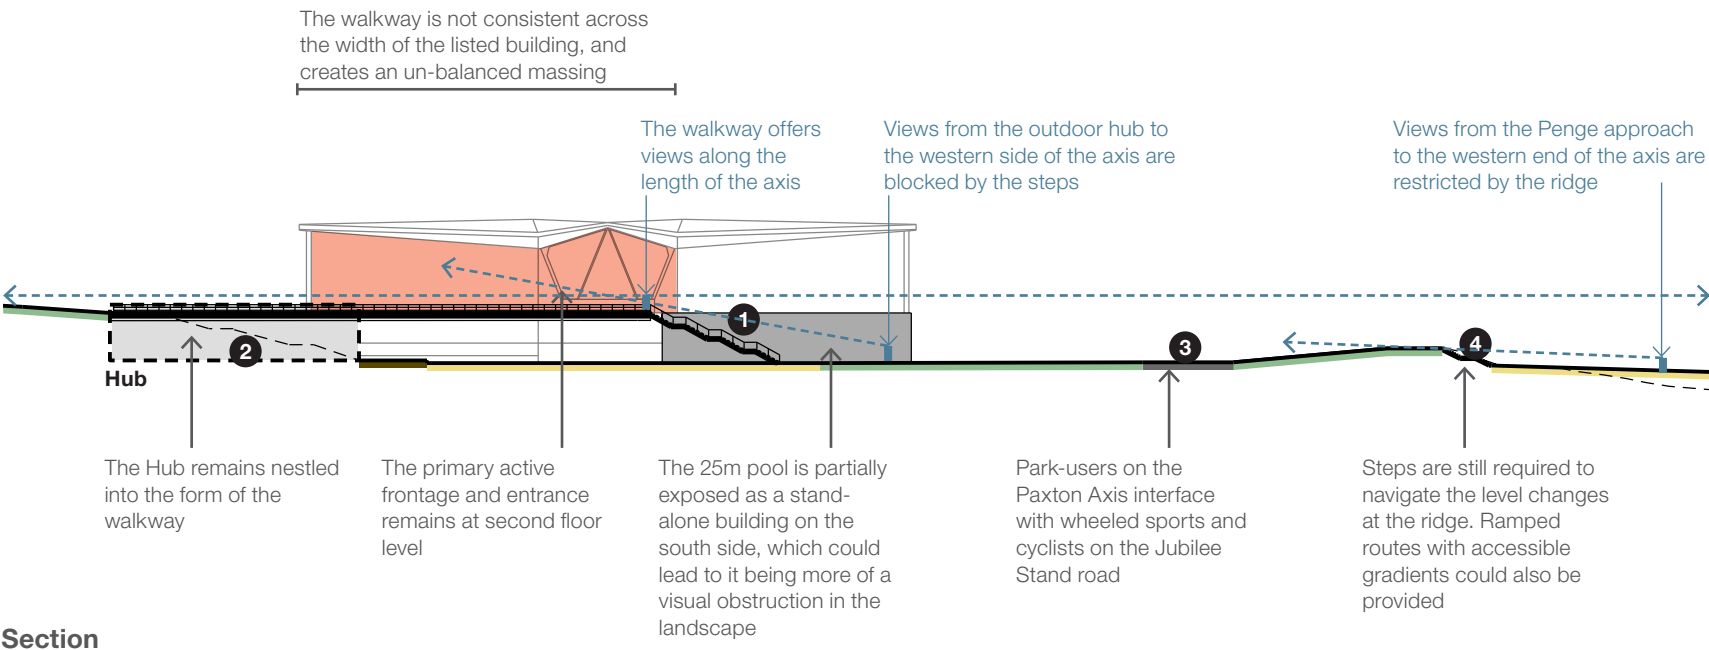 The walkway is not consistent across
the width of the listed building, and
creates an un-balanced massing
The walkway offers
views along the
length of the axis
Views from the outdoor hub to
the western side of the axis are
blocked by the steps
Views from the Penge approach
to the western end of the axis are
restricted by the ridge
1
2
3
4
Hub
The Hub remains nestled
into the form of the
walkway
The primary active
frontage and entrance
remains at second floor
level
The 25m pool is partially
exposed as a stand-
alone building on the
south side, which could
lead to it being more of a
visual obstruction in the
landscape
Park-users on the
Paxton Axis interface
with wheeled sports and
cyclists on the Jubilee
Stand road
Steps are still required to
navigate the level changes
at the ridge. Ramped
routes with accessible
gradients could also be
provided
Section